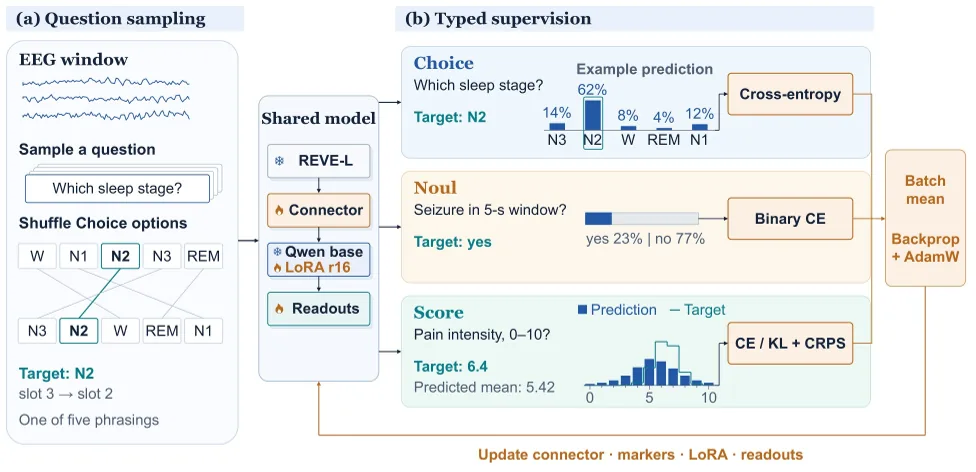 (a) Question sampling
EEG window
Sample a question
Which sleep stage?
Shuffle Choice options
W N1 N2 N3 REM
N3 N2 W REM N1
Target: N2
slot 3 → slot 2
One of five phrasings
Shared model
REVE-L
Connector
Qwen base
LoRA r16
Readouts
(b) Typed supervision
Choice
Which sleep stage?
Target: N2
Example prediction
14% 62% 8% 4% 12%
N3 N2 W REM N1
Cross-entropy
Noul
Seizure in 5-s window?
Target: yes
yes 23% | no 77%
Binary CE
Score
Pain intensity, 0–10?
Target: 6.4
Predicted mean: 5.42
Prediction Target
0 5 10
CE / KL + CRPS
Batch
mean
Backprop
+ AdamW
Update connector · markers · LoRA · readouts